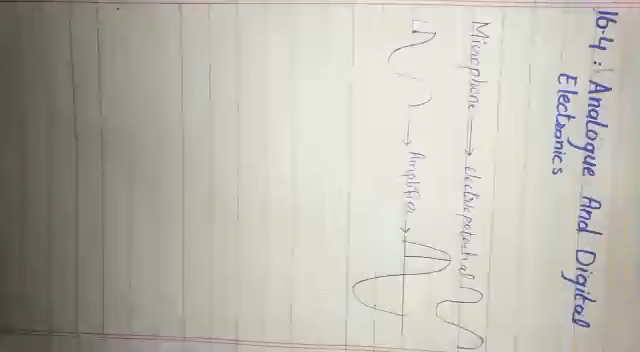 16.4: Analogue And Digital
Electronics
Microphone → electric potential
→ Amplifier →